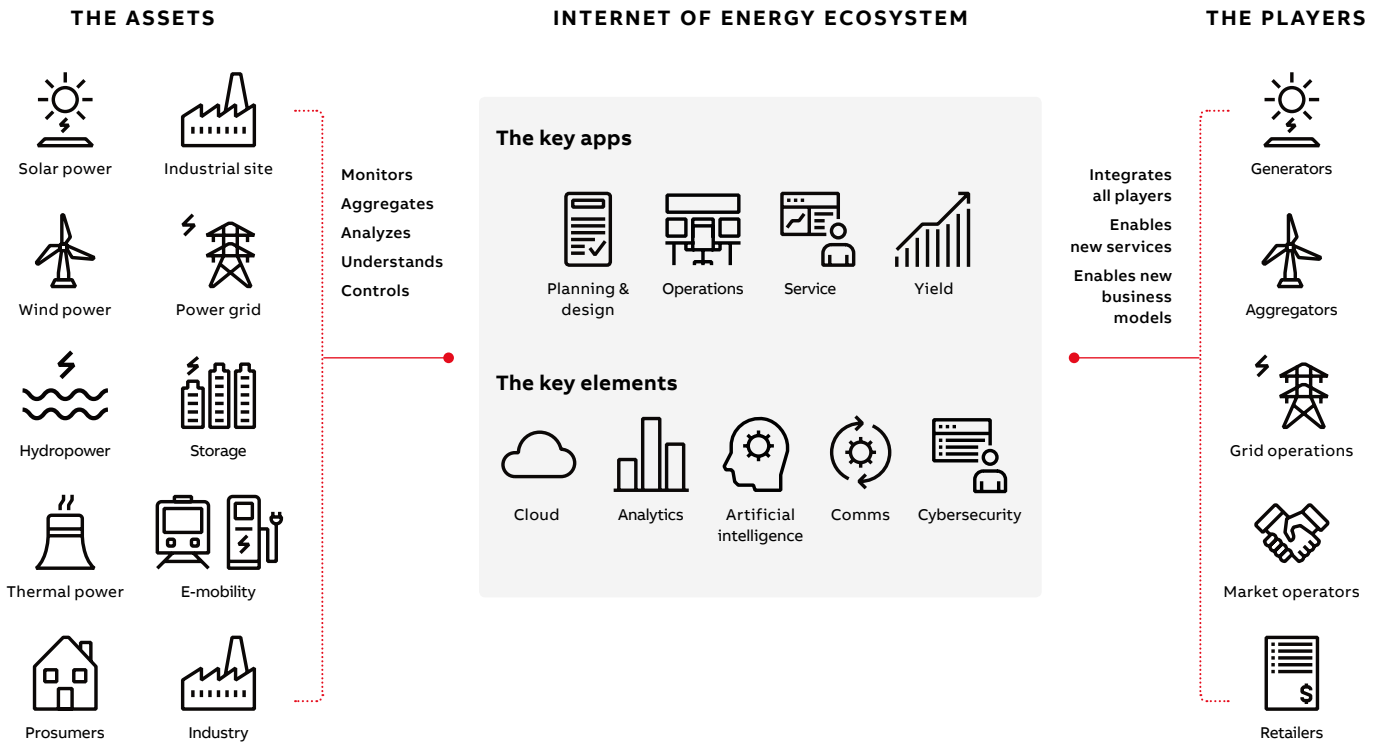 THE ASSETS
INTERNET OF ENERGY ECOSYSTEM
THE PLAYERS
Solar power
Industrial site
Wind power
Power grid
Hydropower
Storage
Thermal power
E-mobility
Prosumers
Industry
Monitors
Aggregates
Analyzes
Understands
Controls
The key apps
Planning &
design
Operations
Service
Yield
The key elements
Cloud
Analytics
Artificial
intelligence
Comms
Cybersecurity
Integrates
all players
Enables
new services
Enables new
business
models
Generators
Aggregators
Grid operations
Market operators
$
Retailers